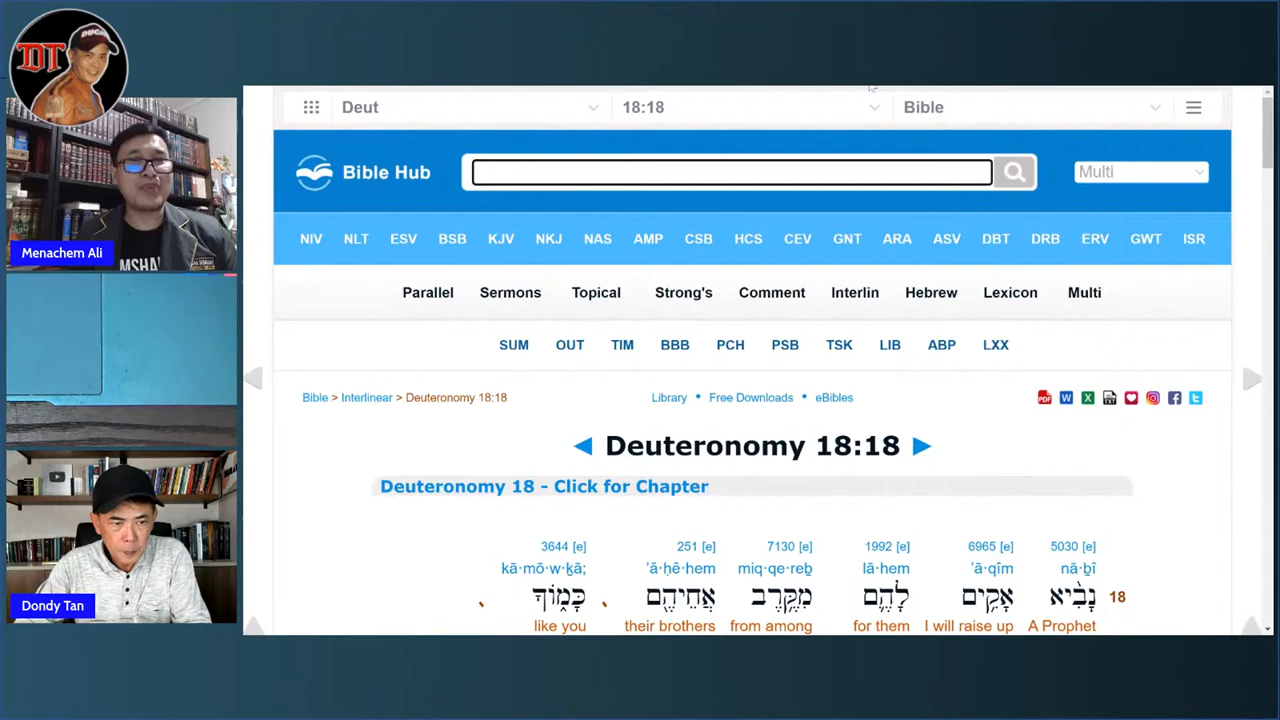 DT
DUCA
Menachem Ali
MSHA
Dondy Tan
Deut 18:18 Bible
Bible Hub Multi
NIV NLT ESV BSB KJV NKJ NAS AMP CSB HCS CEV GNT ARA ASV DBT DRB ERV GWT ISR
Parallel Sermons Topical Strong's Comment Interlin Hebrew Lexicon Multi
SUM OUT TIM BBB PCH PSB TSK LIB ABP LXX
Bible > Interlinear > Deuteronomy 18:18 Library • Free Downloads • eBibles
◄ Deuteronomy 18:18 ►
Deuteronomy 18 - Click for Chapter
3644 [e] 251 [e] 7130 [e] 1992 [e] 6965 [e] 5030 [e]
kā·mō·w·ḵā; ’ă·ḥê·hem miq·qe·reḇ lā·hem ’ā·qîm nā·ḇî
18 נָבִ֨יא אָקִ֥ים לָהֶ֛ם מִקֶּ֥רֶב אֲחֵיהֶ֖ם כָּמ֑וֹךָ
like you their brothers from among for them I will raise up A Prophet